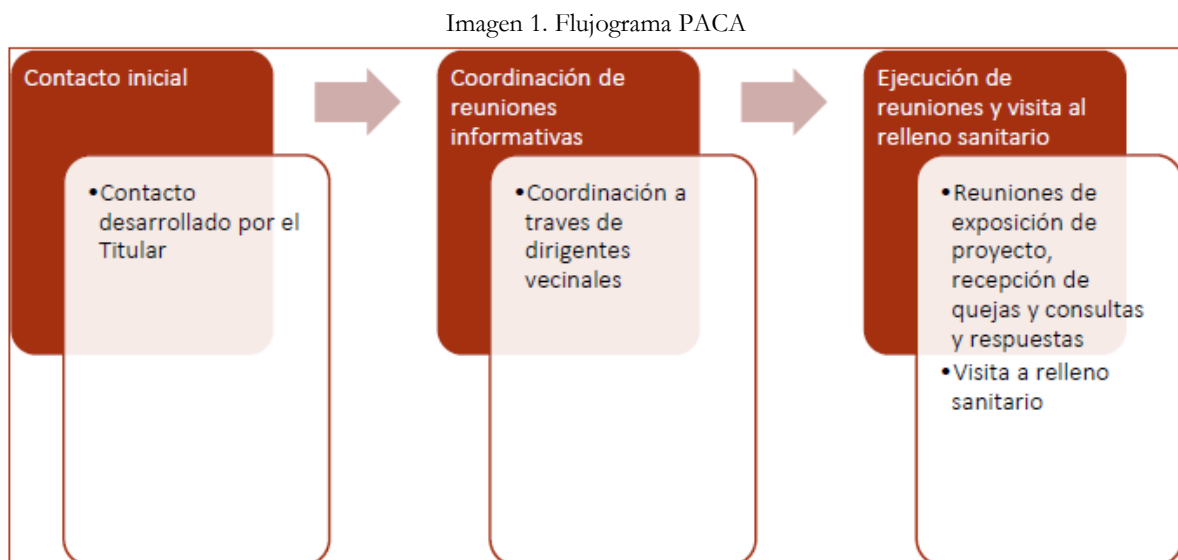 Imagen 1. Flujograma PACA
Contacto inicial
•Contacto
desarrollado por el
Titular
Coordinación de
reuniones
informativas
•Coordinación a
traves de
dirigentes
vecinales
Ejecución de
reuniones y visita al
relleno sanitario
•Reuniones de
exposición de
proyecto,
recepción de
quejas y consultas
y respuestas
•Visita a relleno
sanitario